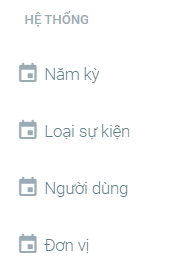 HỆ THỐNG
Năm kỳ
Loại sự kiện
Người dùng
Đơn vị